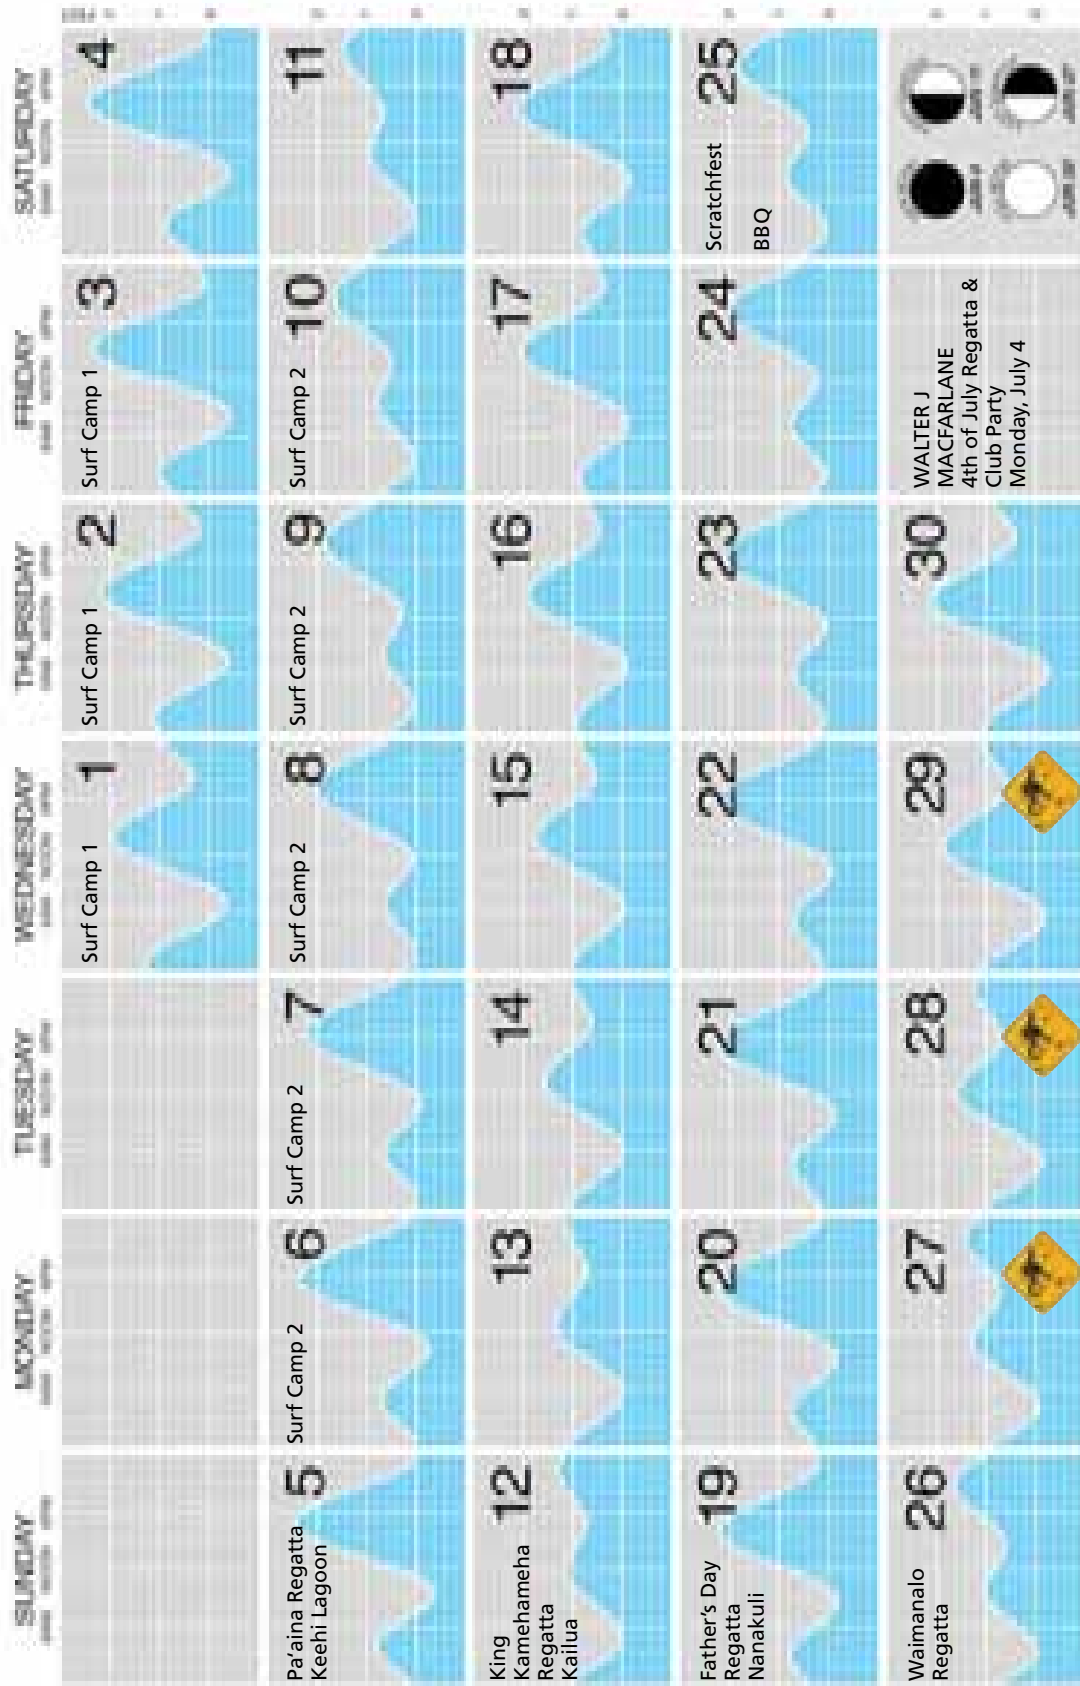 SUNDAY
MONDAY
TUESDAY
WEDNESDAY
THURSDAY
FRIDAY
SATURDAY
Surf Camp 1
1
Surf Camp 1
2
Surf Camp 1
3
4
Pa'aina Regatta
Keehi Lagoon
5
Surf Camp 2
6
Surf Camp 2
7
Surf Camp 2
8
Surf Camp 2
9
Surf Camp 2
10
11
King
Kamehameha
Regatta
Kailua
12
13
14
15
16
17
18
Father's Day
Regatta
Nanakuli
19
20
21
22
23
24
Scratchfest
BBQ
25
Waimanalo
Regatta
26
27
28
29
30
WALTER J
MACFARLANE
4th of July Regatta &
Club Party
Monday, July 4